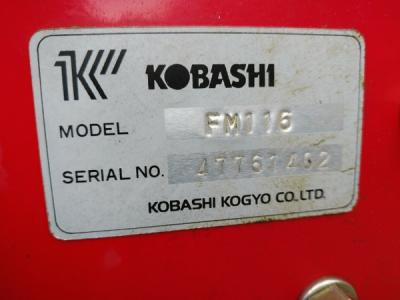 K KOBASHI
MODEL FM116
SERIAL NO.
KOBASHI KOGYO CO.LTD.